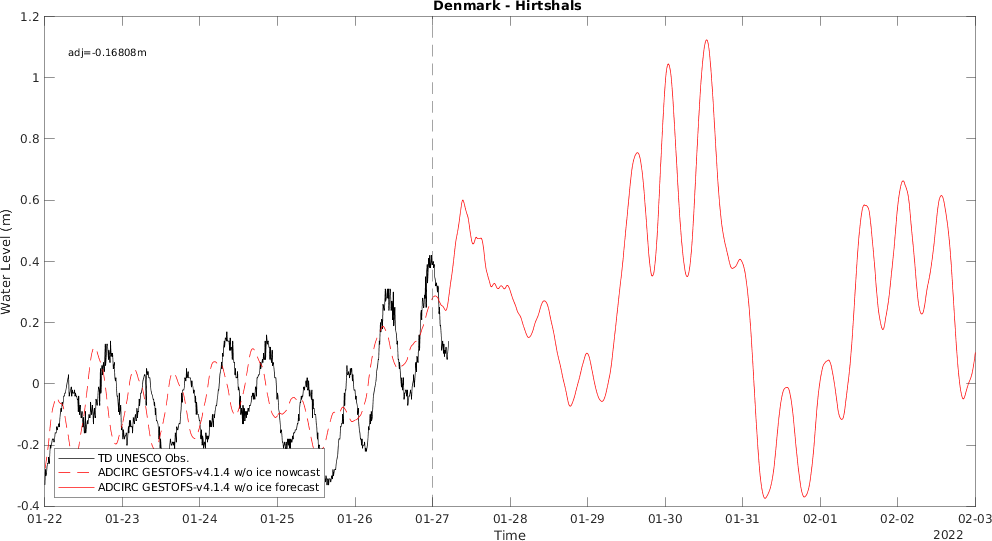 Denmark - Hirtshals
adj=-0.16808m
Water Level (m)
1.2
1
0.8
0.6
0.4
0.2
0
-0.2
-0.4
TD UNESCO Obs.
ADCIRC GESTOFS-v4.1.4 w/o ice nowcast
ADCIRC GESTOFS-v4.1.4 w/o ice forecast
01-22 01-23 01-24 01-25 01-26 01-27 01-28 01-29 01-30 01-31 02-01 02-02 02-03
Time
2022